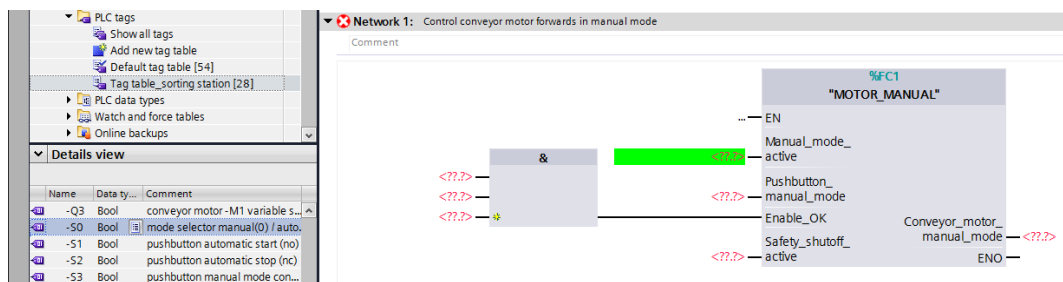 PLC tags
Show all tags
Add new tag table
Default tag table [54]
Tag table_sorting station [28]
PLC data types
Watch and force tables
Online backups
Details view
Name Data ty... Comment
-Q3 Bool conveyor motor -M1 variable s...
-S0 Bool mode selector manual(0) / auto...
-S1 Bool pushbutton automatic start (no)
-S2 Bool pushbutton automatic stop (nc)
-S3 Bool pushbutton manual mode con...
Network 1: Control conveyor motor forwards in manual mode
Comment
%FC1
"MOTOR_MANUAL"
... EN
Manual_mode_
<??.?> active
&
<??.?>
<??.?>
<??.?>
Pushbutton_
<??.?> manual_mode
Enable_OK
Safety_shutoff_
<??.?> active
Conveyor_motor_
manual_mode <??.?>
ENO